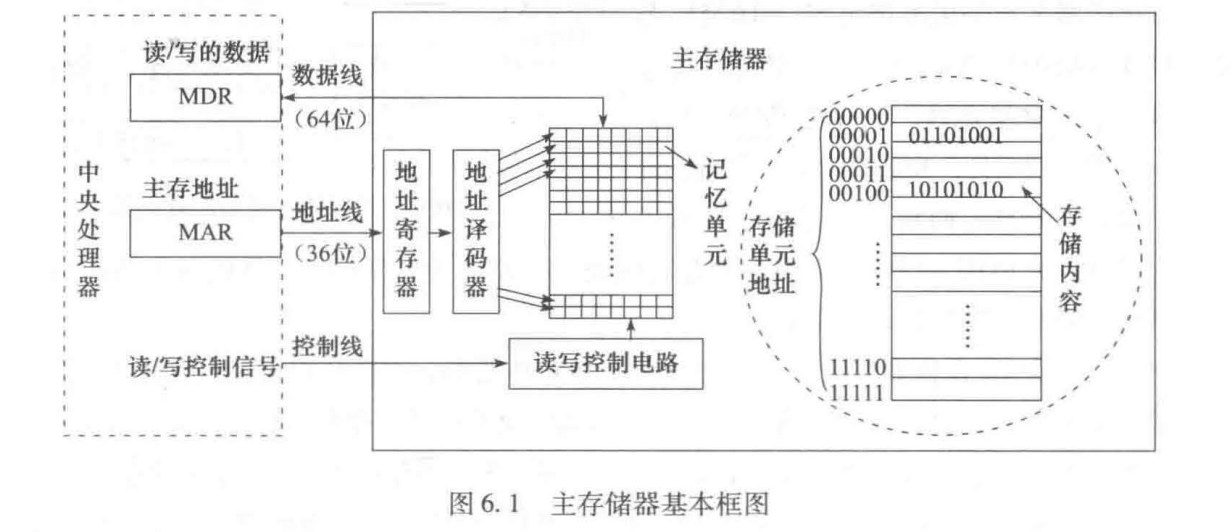 主存储器
读/写的数据
MDR
数据线
(64位)
中央处理器
主存地址
MAR
地址线
(36位)
地址寄存器
地址译码器
记忆单元
读/写控制信号
控制线
读写控制电路
存储单元地址
00000
00001 01101001
00010
00011
00100 10101010
11110
11111
存储内容
图 6.1 主存储器基本框图